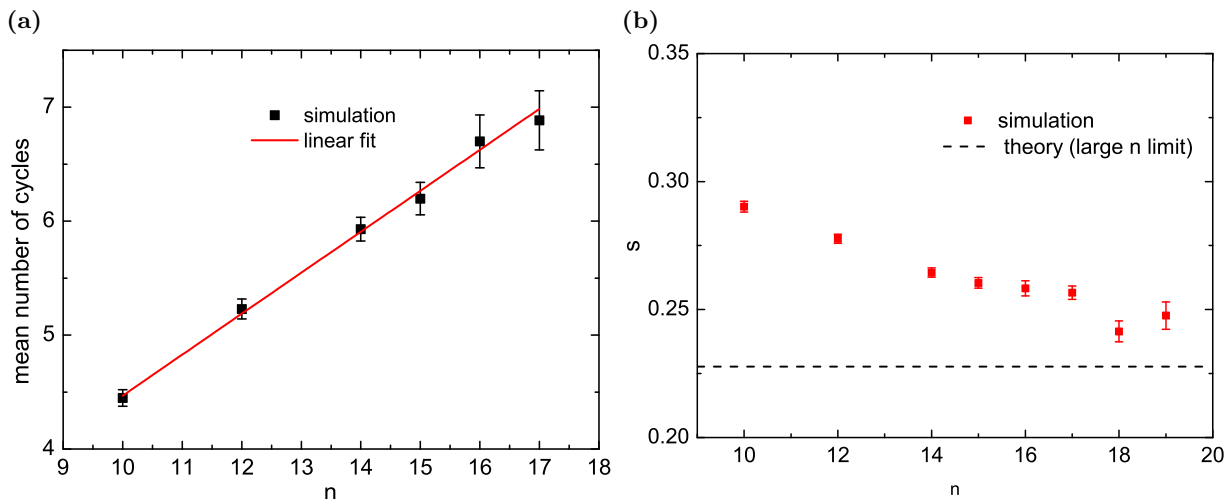 (a)
mean number of cycles
7
6
5
4
simulation
linear fit
9 10 11 12 13 14 15 16 17 18
n
(b)
s
0.35
0.30
0.25
0.20
simulation
theory (large n limit)
10 12 14 16 18 20
n